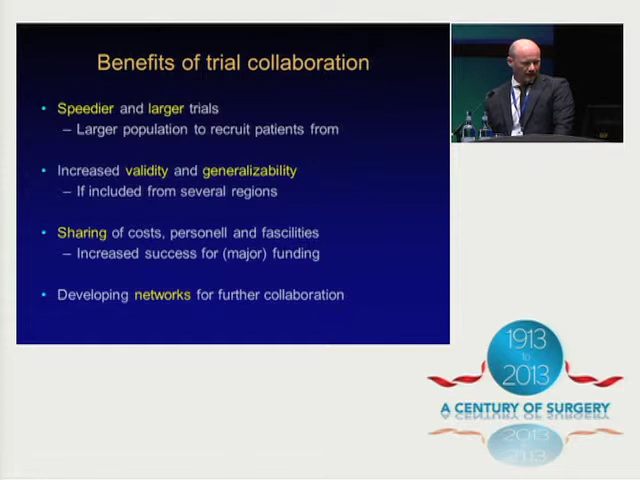 Benefits of trial collaboration
• Speedier and larger trials
– Larger population to recruit patients from
• Increased validity and generalizability
– If included from several regions
• Sharing of costs, personell and fascilities
– Increased success for (major) funding
• Developing networks for further collaboration
1913
to
2013
A CENTURY OF SURGERY